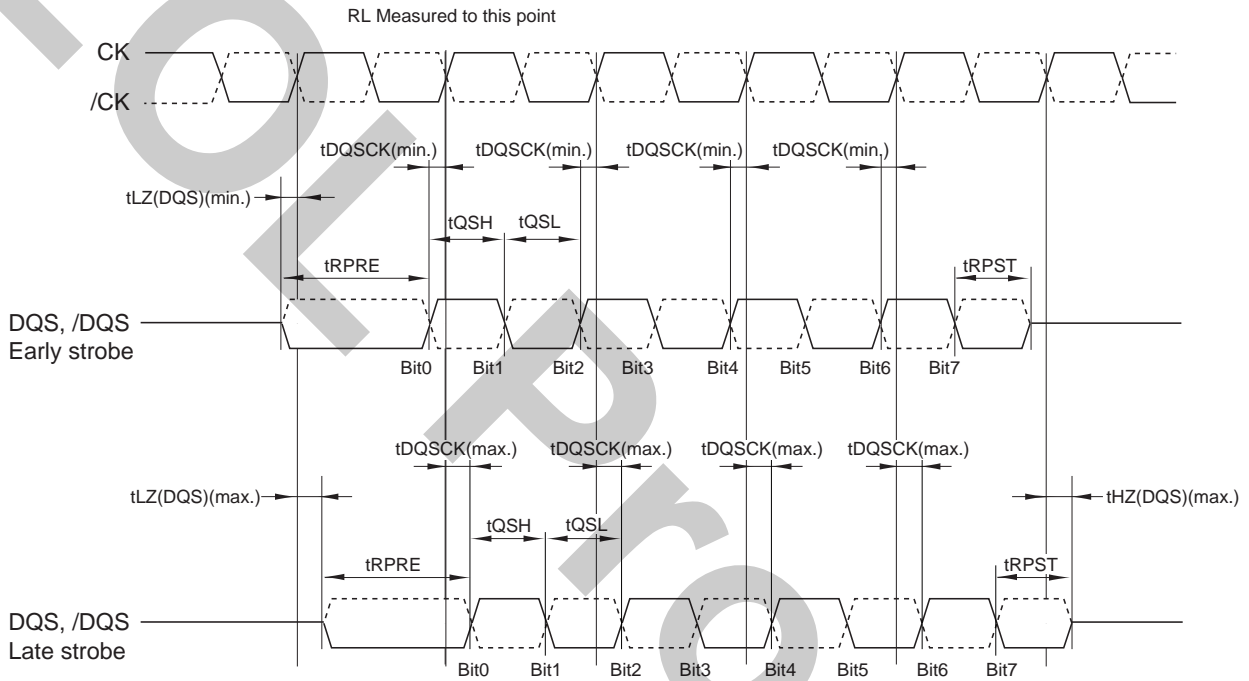 RL Measured to this point
CK
/CK
tDQSCK(min.) tDQSCK(min.) tDQSCK(min.) tDQSCK(min.)
tLZ(DQS)(min.)
tQSH tQSL
tRPRE tRPST
DQS, /DQS
Early strobe
Bit0 Bit1 Bit2 Bit3 Bit4 Bit5 Bit6 Bit7
tDQSCK(max.) tDQSCK(max.) tDQSCK(max.) tDQSCK(max.)
tLZ(DQS)(max.) tHZ(DQS)(max.)
tQSH tQSL
tRPRE tRPST
DQS, /DQS
Late strobe
Bit0 Bit1 Bit2 Bit3 Bit4 Bit5 Bit6 Bit7